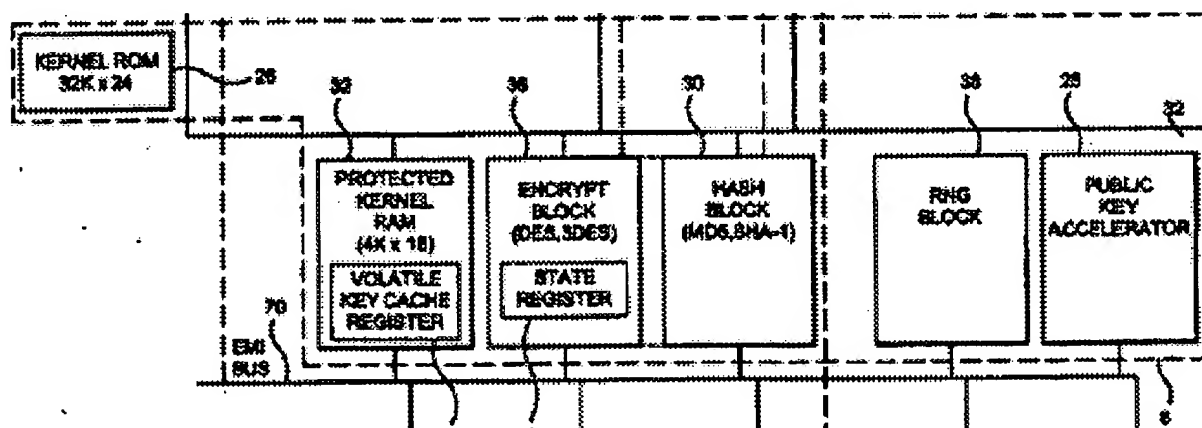 KERNEL ROM
32K x 24
26
32
36
30
38
28
32
PROTECTED
KERNEL
RAM
(4K x 16)
VOLATILE
KEY CACHE
REGISTER
ENCRYPT
BLOCK
(DES,3DES)
STATE
REGISTER
HASH
BLOCK
(MD5,SHA-1)
RNG
BLOCK
PUBLIC
KEY
ACCELERATOR
70
EMI
BUS